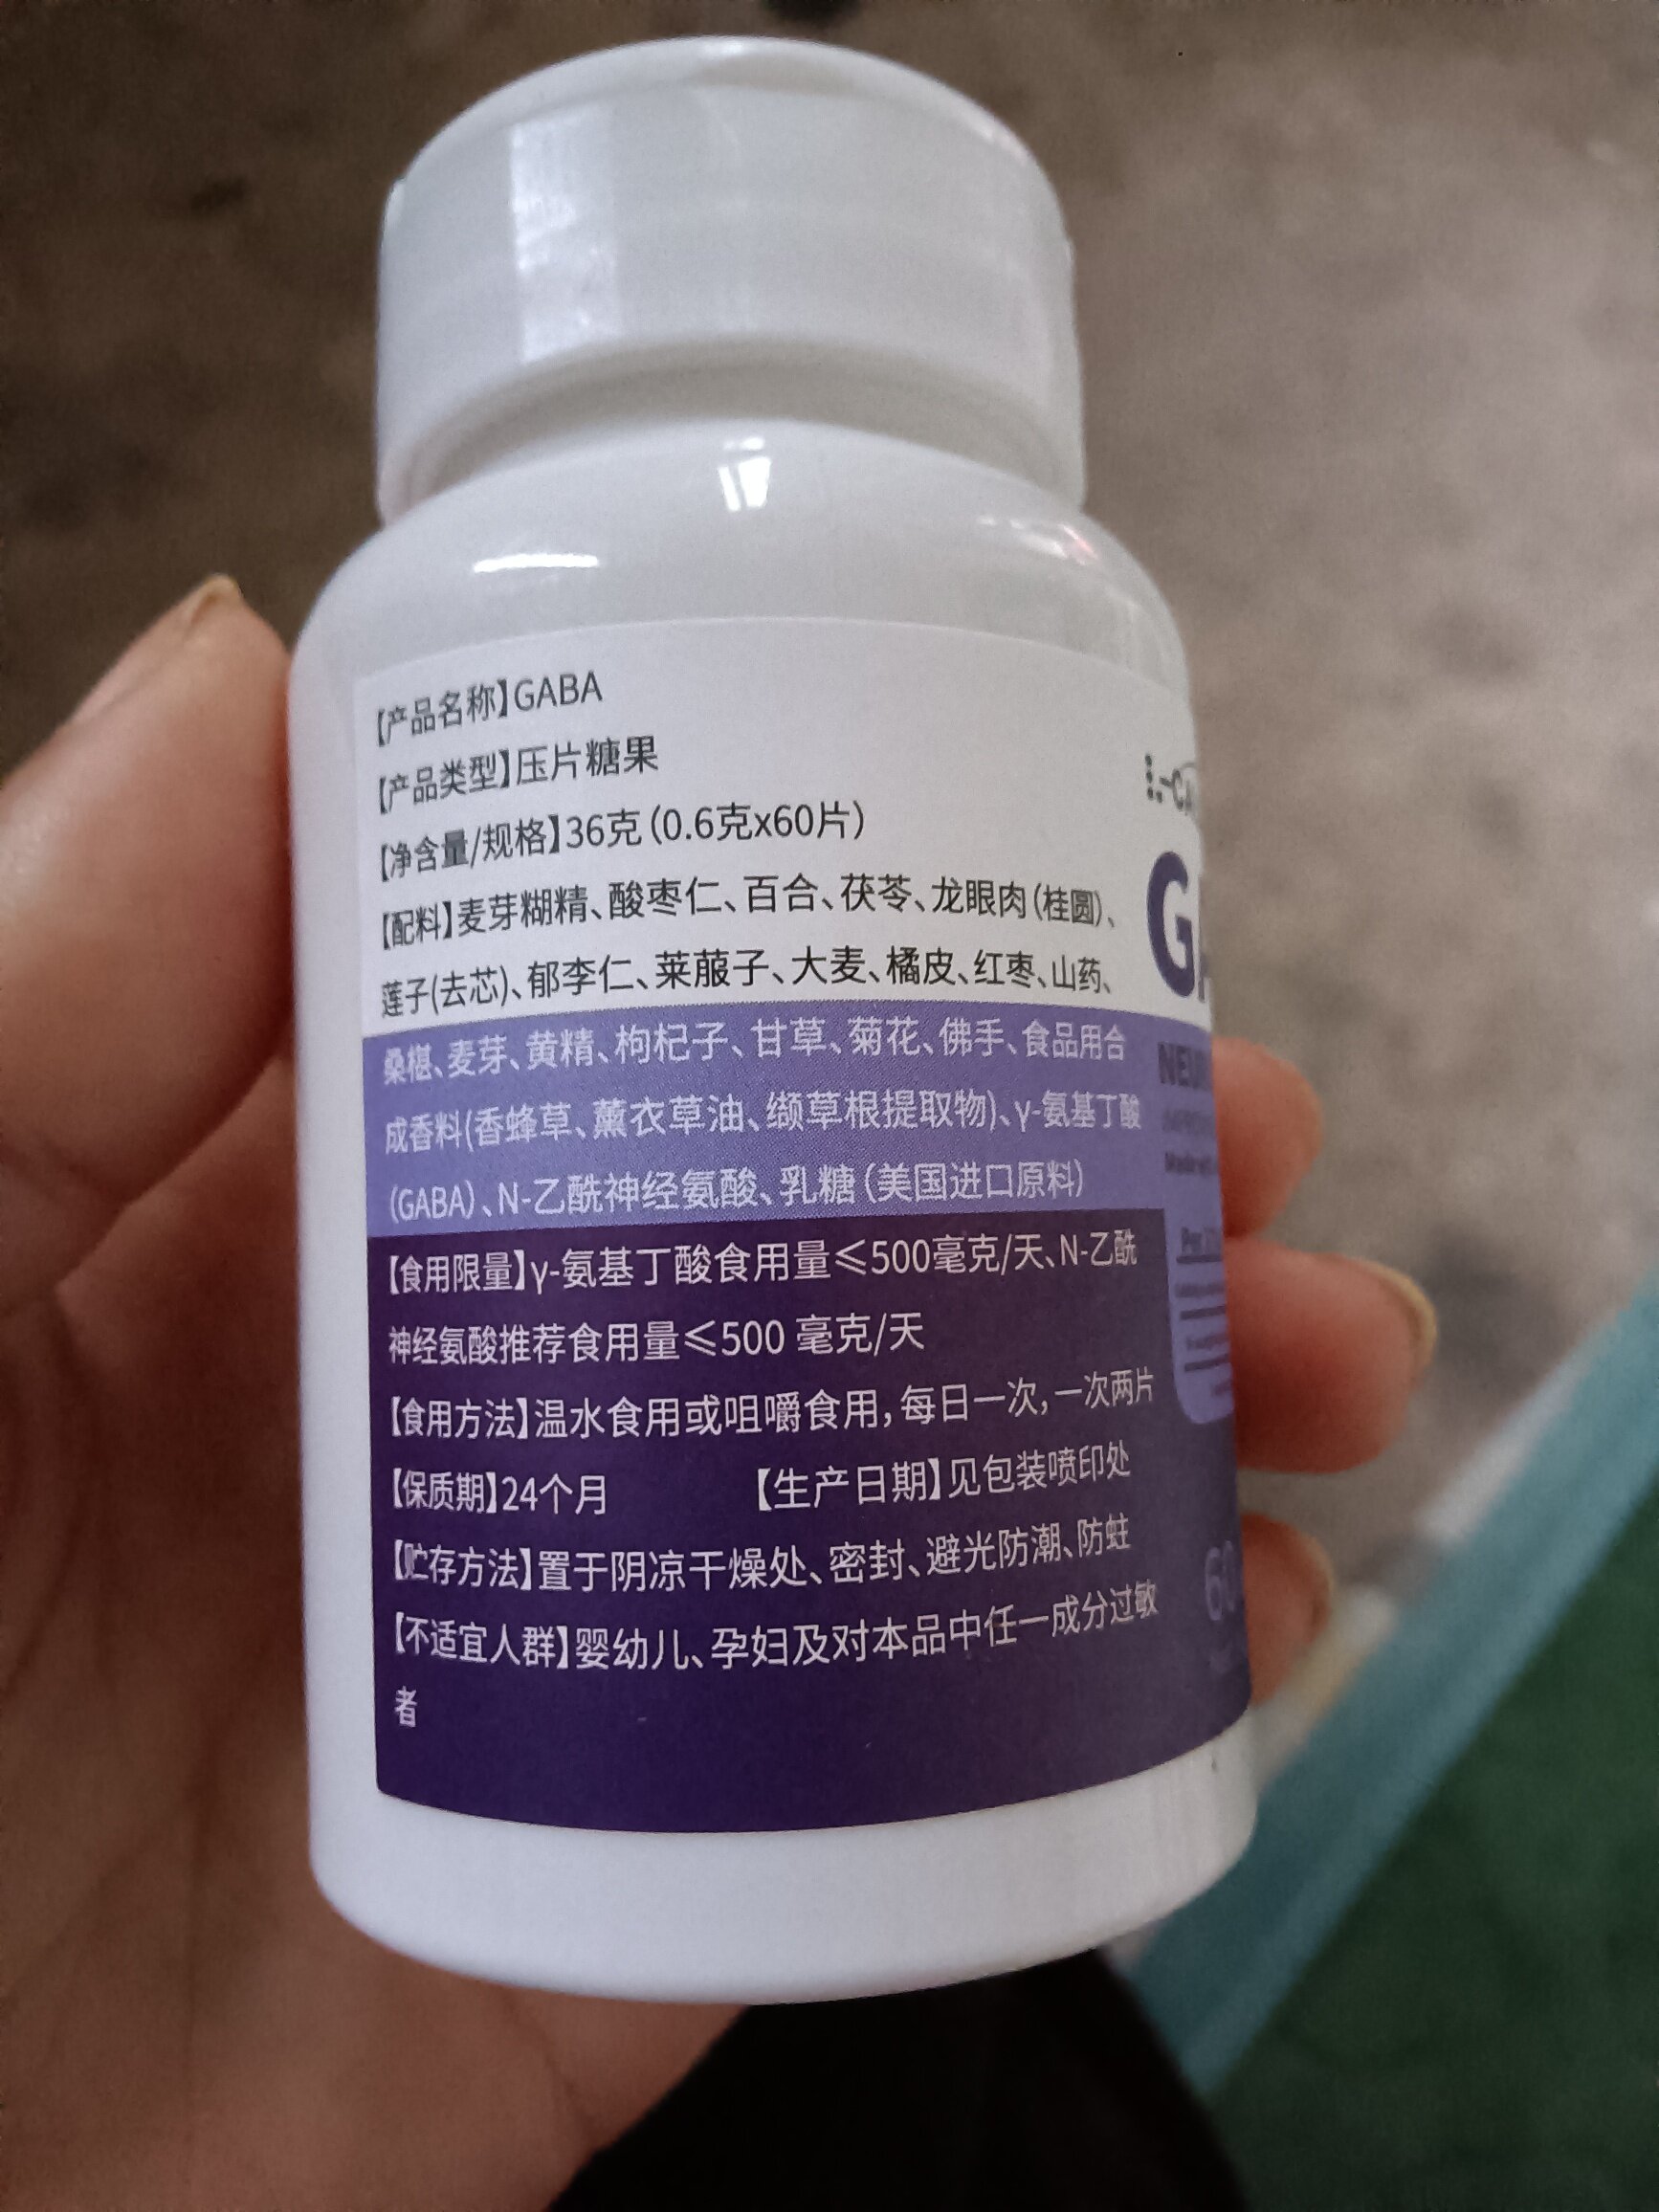 【产品名称】GABA
【产品类型】压片糖果
【净含量/规格】36克(0.6克x60片)
【配料】麦芽糊精、酸枣仁、百合、茯苓、龙眼肉(桂圆)、
莲子(去芯)、郁李仁、莱菔子、大麦、橘皮、红枣、山药、
桑椹、麦芽、黄精、枸杞子、甘草、菊花、佛手、食品用合
成香料(香蜂草、薰衣草油、缬草根提取物)、γ-氨基丁酸
(GABA)、N-乙酰神经氨酸、乳糖(美国进口原料)
【食用限量】γ-氨基丁酸食用量≤500毫克/天、N-乙酰
神经氨酸推荐食用量≤500 毫克/天
【食用方法】温水食用或咀嚼食用,每日一次,一次两片
【保质期】24个月 【生产日期】见包装喷印处
【贮存方法】置于阴凉干燥处、密封、避光防潮、防蛀
【不适宜人群】婴幼儿、孕妇及对本品中任一成分过敏
者
60